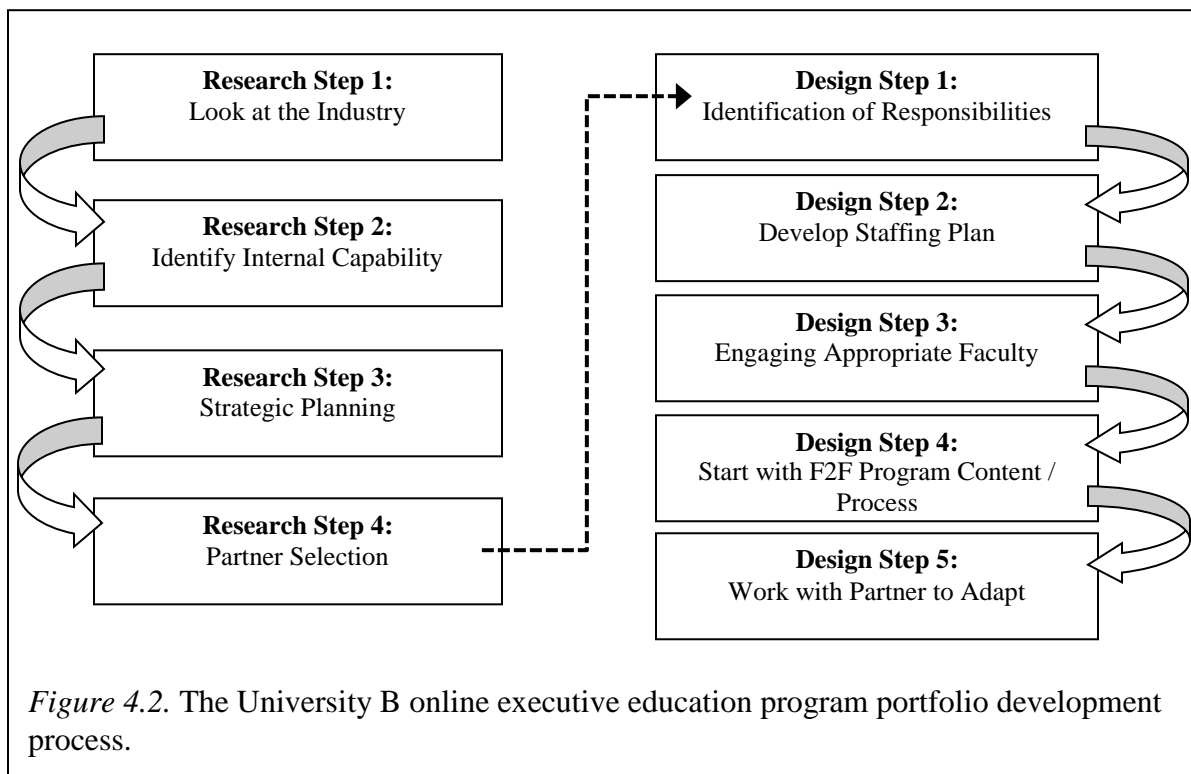 Research Step 1:
Look at the Industry
Research Step 2:
Identify Internal Capability
Research Step 3:
Strategic Planning
Research Step 4:
Partner Selection
Design Step 1:
Identification of Responsibilities
Design Step 2:
Develop Staffing Plan
Design Step 3:
Engaging Appropriate Faculty
Design Step 4:
Start with F2F Program Content /
Process
Design Step 5:
Work with Partner to Adapt
Figure 4.2. The University B online executive education program portfolio development
process.